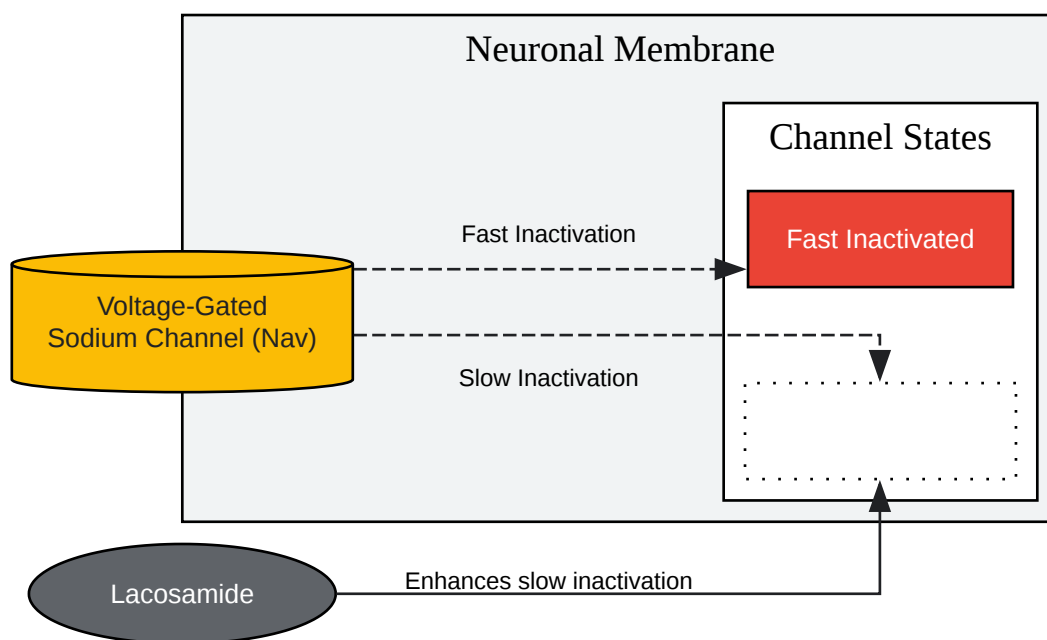 Neuronal Membrane
Channel States
Fast Inactivation
Fast Inactivated
Voltage-Gated
Sodium Channel (Nav)
Slow Inactivation
Lacosamide
Enhances slow inactivation